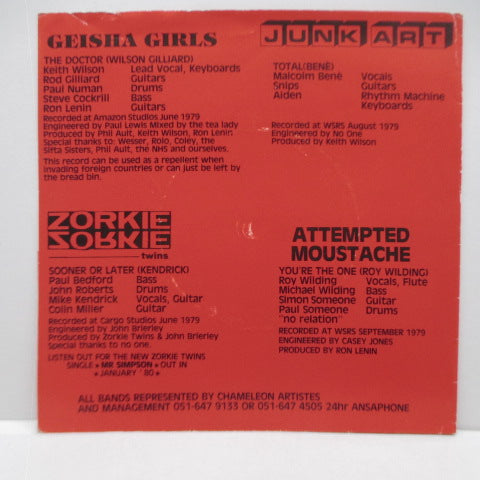 GEISHA GIRLS
THE DOCTOR (WILSON GILLIARD)
Keith Wilson Lead Vocal, Keyboards
Rod Gilliard Guitars
Paul Numan Drums
Steve Cockrill Bass
Ron Lenin Guitars
Recorded at Amazon Studios June 1979
Engineered by Paul Lewis Mixed by the tea lady
Produced by Phil Ault, Keith Wilson, Ron Lenin
Special thanks to: Wesser, Rolo, Coley, the
Sifta Sisters, Phil Ault, the NHS and ourselves.
This record can be used as a repellent when
invading foreign countries or can just be left by
the bread bin.
JUNK ART
TOTAL(BENÉ)
Malcolm Bené Vocals
Snips Guitars
Alden Rhythm Machine
Keyboards
Recorded at WSRS August 1979
Engineered by No One
Produced by Keith Wilson
ZORKIE
ZORKIE
twins
SOONER OR LATER (KENDRICK)
Paul Bedford Bass
John Roberts Drums
Mike Kendrick Vocals, Guitar
Colin Miller Guitar
Recorded at Cargo Studios June 1979
Engineered by John Brierley
Produced by Zorkie Twins & John Brierley
Special thanks to no one.
LISTEN OUT FOR THE NEW ZORKIE TWINS
SINGLE ★ MR SIMPSON ★ OUT IN
★ JANUARY '80 ★
ATTEMPTED
MOUSTACHE
YOU'RE THE ONE (ROY WILDING)
Roy Wilding Vocals, Flute
Michael Wilding Bass
Simon Someone Guitar
Paul Someone Drums
"no relation"
RECORDED AT WSRS SEPTEMBER 1979
ENGINEERED BY CASEY JONES
PRODUCED BY RON LENIN
ALL BANDS REPRESENTED BY CHAMELEON ARTISTES
AND MANAGEMENT 051-647 9133 OR 051-647 4505 24hr ANSAPHONE